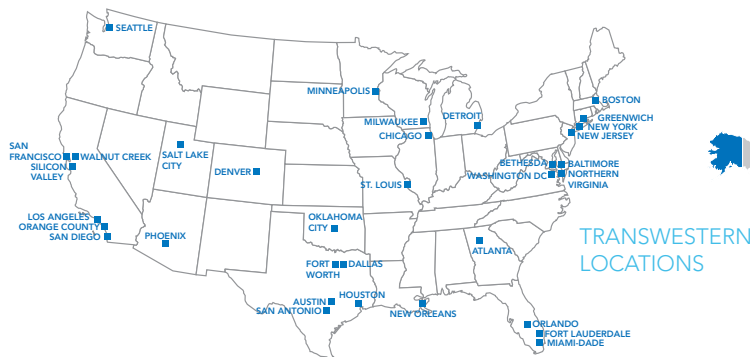 SEATTLE
MINNEAPOLIS
BOSTON
MILWAUKEE
DETROIT
GREENWICH
NEW YORK
CHICAGO
NEW JERSEY
SAN
FRANCISCO
WALNUT CREEK
SILICON
VALLEY
SALT LAKE
CITY
DENVER
ST. LOUIS
BETHESDA
BALTIMORE
WASHINGTON DC
NORTHERN
VIRGINIA
LOS ANGELES
ORANGE COUNTY
SAN DIEGO
PHOENIX
OKLAHOMA
CITY
ATLANTA
TRANSWESTERN
LOCATIONS
FORT
WORTH
DALLAS
AUSTIN
HOUSTON
SAN ANTONIO
NEW ORLEANS
ORLANDO
FORT LAUDERDALE
MIAMI-DADE